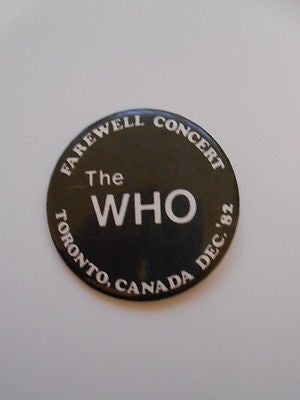 FAREWELL CONCERT
The
WHO
TORONTO, CANADA DEC. '82